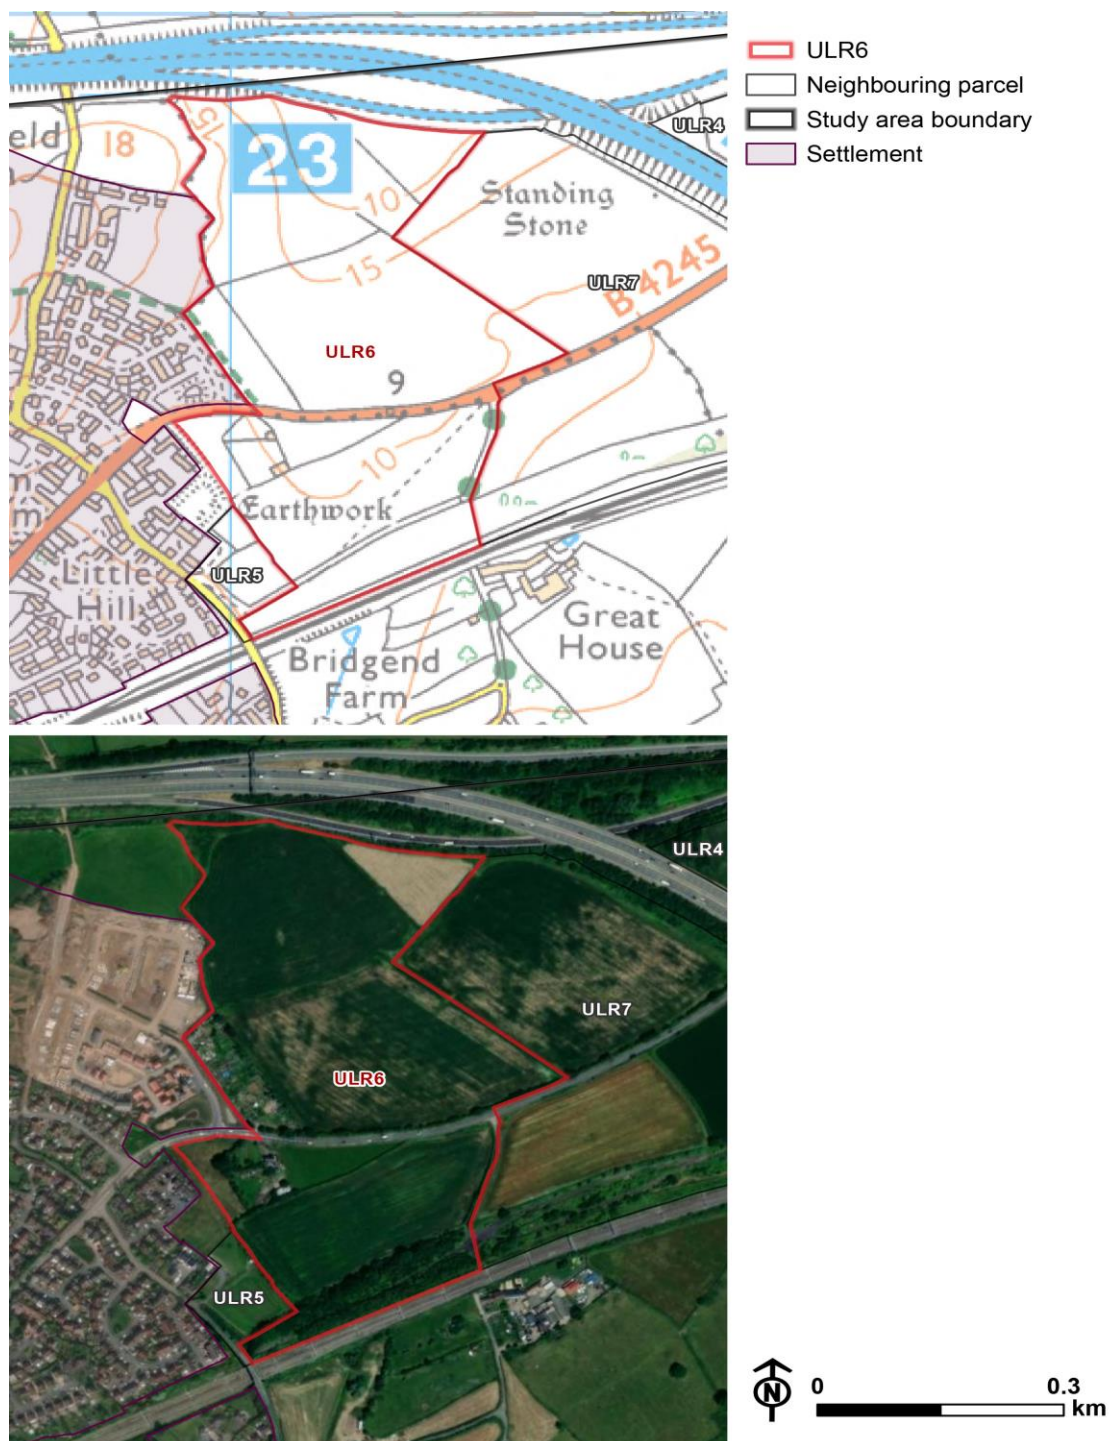 ULR6
Neighbouring parcel
Study area boundary
Settlement
ULR4
eld
18
15
23
10
Standing
Stone
15
ULR7
B 4245
ULR6
9
10
Earthwork
m
ULR5
Little
Hill
Great
House
Bridgend
Farm
ULR4
ULR7
ULR6
ULR5
N
0
0.3
km